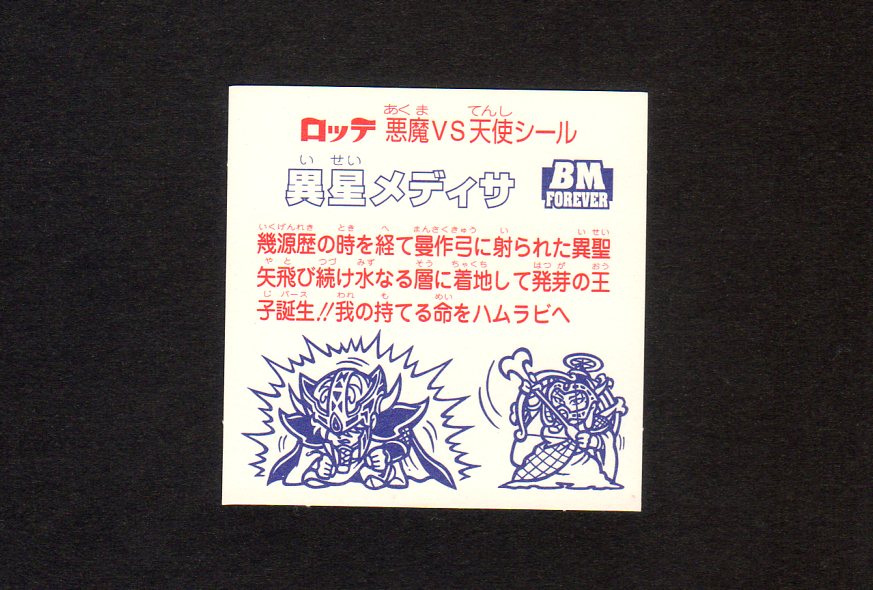 あくま てんし
ロッテ 悪魔VS天使シール
い せい
異星メディサ
BM
FOREVER
いくげんれき とき へ まんさくきゅう い いせい
幾源歴の時を経て曼作弓に射られた異聖
やと つづ みず そう ちゃくち はつが おう
矢飛び続け水なる層に着地して発芽の王
じ バース われ も めい
子誕生!!我の持てる命をハムラビへ